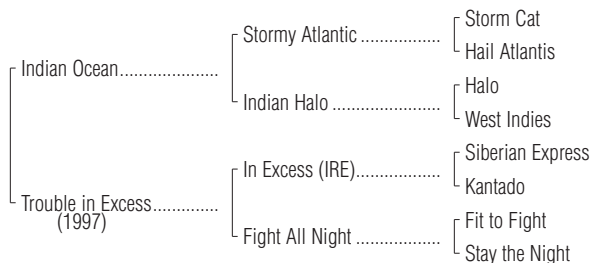 Storm Cat
Stormy Atlantic ..................
Hail Atlantis
Indian Ocean......................
Halo
Indian Halo ........................
West Indies
Siberian Express
In Excess (IRE)...................
Kantado
Trouble in Excess...............
(1997)
Fit to Fight
Fight All Night ...................
Stay the Night